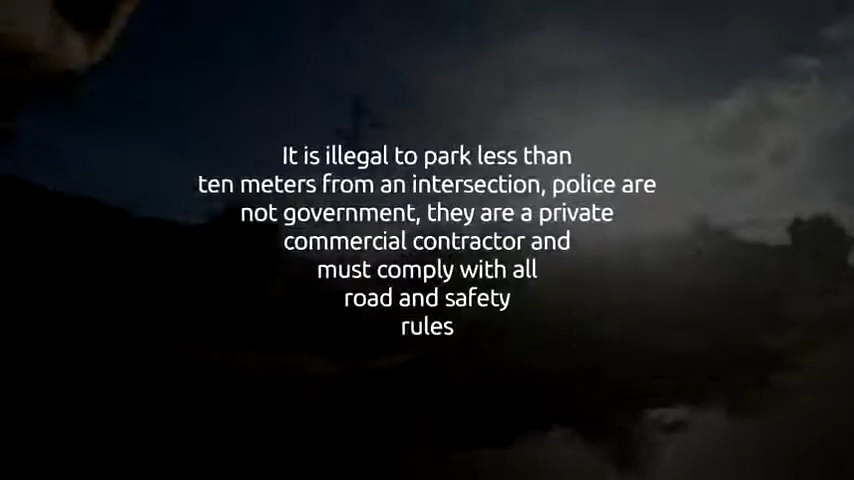 It is illegal to park less than
ten meters from an intersection, police are
not government, they are a private
commercial contractor and
must comply with all
road and safety
rules